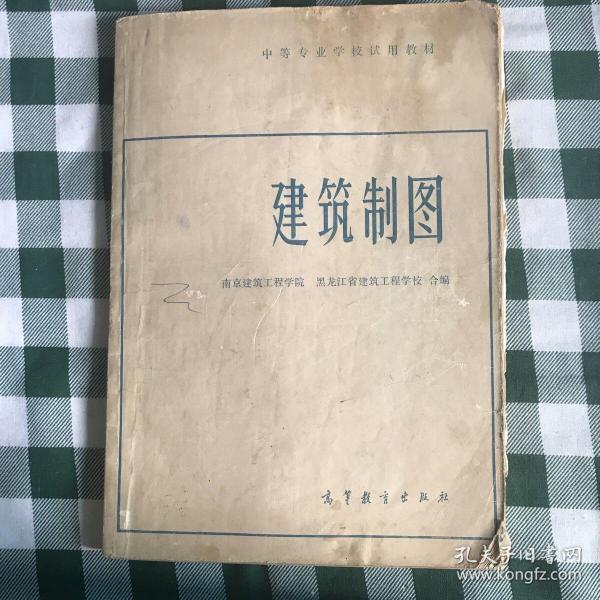 中等专业学校试用教材
建筑制图
南京建筑工程学院 黑龙江省建筑工程学校 合编
高等教育出版社
孔夫子旧书网
www.kongfz.com